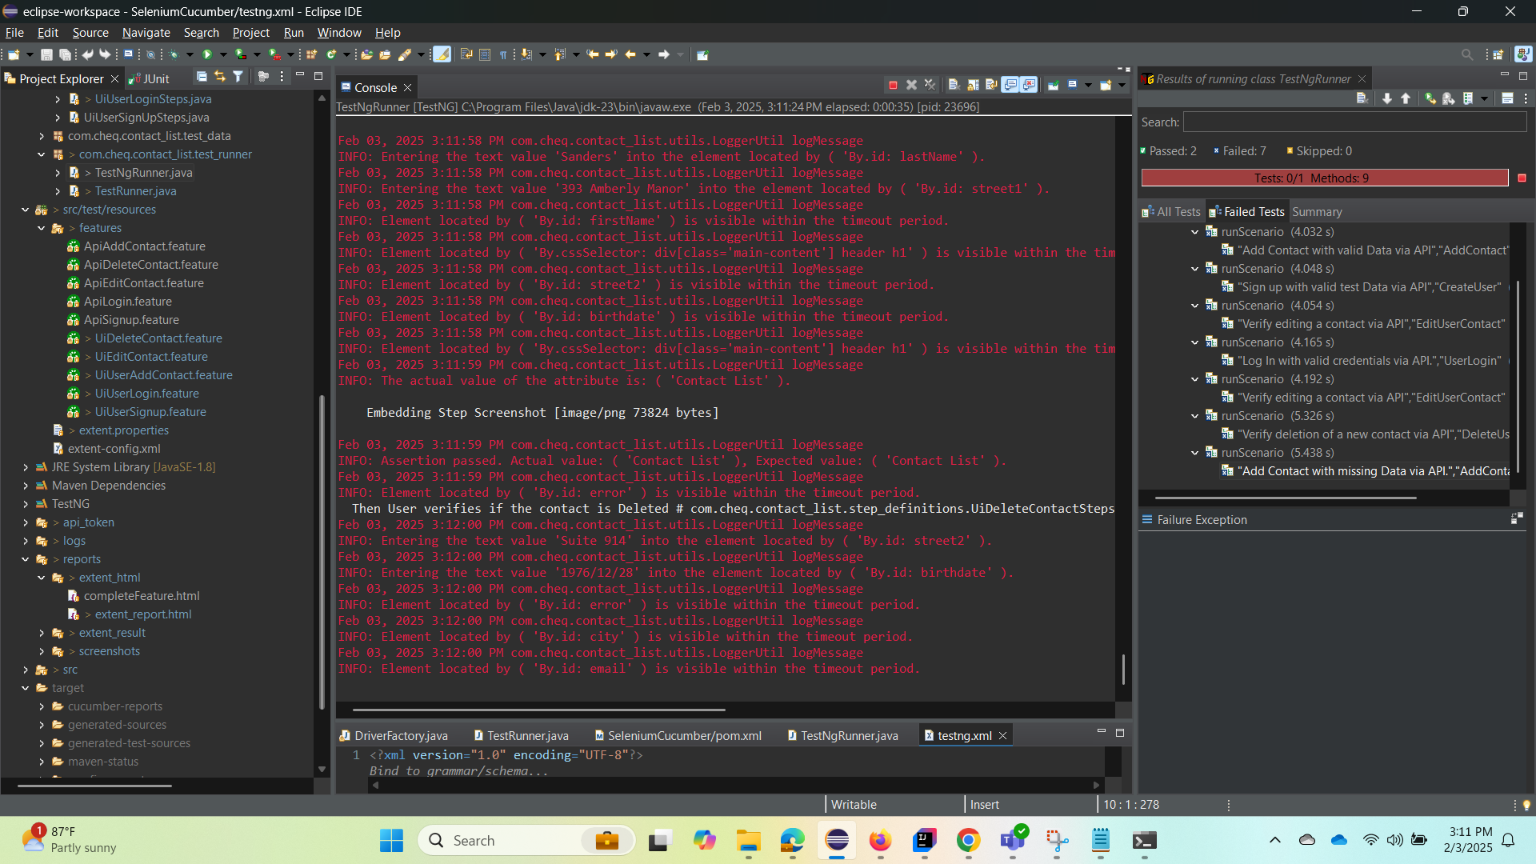 eclipse-workspace - SeleniumCucumber/testng.xml - Eclipse IDE
File Edit Source Navigate Search Project Run Window Help
Project Explorer
JUnit
> UiUserLoginSteps.java
UiUserSignUpSteps.java
com.cheq.contact_list.test_data
> com.cheq.contact_list.test_runner
> TestNgRunner.java
> TestRunner.java
> src/test/resources
> features
ApiAddContact.feature
ApiDeleteContact.feature
ApiEditContact.feature
ApiLogin.feature
ApiSignup.feature
> UiDeleteContact.feature
> UiEditContact.feature
> UiUserAddContact.feature
> UiUserLogin.feature
> UiUserSignup.feature
> extent.properties
extent-config.xml
JRE System Library [JavaSE-1.8]
Maven Dependencies
TestNG
> api_token
> logs
> reports
> extent_html
completeFeature.html
> extent_report.html
> extent_result
> screenshots
> src
target
cucumber-reports
generated-sources
generated-test-sources
maven-status
Console
TestNgRunner [TestNG] C:\Program Files\Java\jdk-23\bin\javaw.exe (Feb 3, 2025, 3:11:24 PM elapsed: 0:00:35) [pid: 23696]
Feb 03, 2025 3:11:58 PM com.cheq.contact_list.utils.LoggerUtil logMessage
INFO: Entering the text value 'Sanders' into the element located by ( 'By.id: lastName' ).
Feb 03, 2025 3:11:58 PM com.cheq.contact_list.utils.LoggerUtil logMessage
INFO: Entering the text value '393 Amberly Manor' into the element located by ( 'By.id: street1' ).
Feb 03, 2025 3:11:58 PM com.cheq.contact_list.utils.LoggerUtil logMessage
INFO: Element located by ( 'By.id: firstName' ) is visible within the timeout period.
Feb 03, 2025 3:11:58 PM com.cheq.contact_list.utils.LoggerUtil logMessage
INFO: Element located by ( 'By.cssSelector: div[class='main-content'] header h1' ) is visible within the tim
Feb 03, 2025 3:11:58 PM com.cheq.contact_list.utils.LoggerUtil logMessage
INFO: Element located by ( 'By.id: street2' ) is visible within the timeout period.
Feb 03, 2025 3:11:58 PM com.cheq.contact_list.utils.LoggerUtil logMessage
INFO: Element located by ( 'By.id: birthdate' ) is visible within the timeout period.
Feb 03, 2025 3:11:58 PM com.cheq.contact_list.utils.LoggerUtil logMessage
INFO: Element located by ( 'By.cssSelector: div[class='main-content'] header h1' ) is visible within the tim
Feb 03, 2025 3:11:59 PM com.cheq.contact_list.utils.LoggerUtil logMessage
INFO: The actual value of the attribute is: ( 'Contact List' ).
Embedding Step Screenshot [image/png 73824 bytes]
Feb 03, 2025 3:11:59 PM com.cheq.contact_list.utils.LoggerUtil logMessage
INFO: Assertion passed. Actual value: ( 'Contact List' ), Expected value: ( 'Contact List' ).
Feb 03, 2025 3:11:59 PM com.cheq.contact_list.utils.LoggerUtil logMessage
INFO: Element located by ( 'By.id: error' ) is visible within the timeout period.
Then User verifies if the contact is Deleted # com.cheq.contact_list.step_definitions.UiDeleteContactSteps
Feb 03, 2025 3:12:00 PM com.cheq.contact_list.utils.LoggerUtil logMessage
INFO: Entering the text value 'Suite 914' into the element located by ( 'By.id: street2' ).
Feb 03, 2025 3:12:00 PM com.cheq.contact_list.utils.LoggerUtil logMessage
INFO: Entering the text value '1976/12/28' into the element located by ( 'By.id: birthdate' ).
Feb 03, 2025 3:12:00 PM com.cheq.contact_list.utils.LoggerUtil logMessage
INFO: Element located by ( 'By.id: error' ) is visible within the timeout period.
Feb 03, 2025 3:12:00 PM com.cheq.contact_list.utils.LoggerUtil logMessage
INFO: Element located by ( 'By.id: city' ) is visible within the timeout period.
Feb 03, 2025 3:12:00 PM com.cheq.contact_list.utils.LoggerUtil logMessage
INFO: Element located by ( 'By.id: email' ) is visible within the timeout period.
DriverFactory.java TestRunner.java SeleniumCucumber/pom.xml TestNgRunner.java testng.xml
1 <?xml version="1.0" encoding="UTF-8"?>
Bind to grammar/schema...
Results of running class TestNgRunner
Search:
Passed: 2 Failed: 7 Skipped: 0
Tests: 0/1 Methods: 9
All Tests Failed Tests Summary
runScenario (4.032 s)
"Add Contact with valid Data via API","AddContact"
runScenario (4.048 s)
"Sign up with valid test Data via API","CreateUser"
runScenario (4.054 s)
"Verify editing a contact via API","EditUserContact"
runScenario (4.165 s)
"Log In with valid credentials via API.","UserLogin"
runScenario (4.192 s)
"Verify editing a contact via API","EditUserContact"
runScenario (5.326 s)
"Verify deletion of a new contact via API","DeleteUs
runScenario (5.438 s)
"Add Contact with missing Data via API.","AddConta
Failure Exception
Writable Insert 10 : 1 : 278
1
87°F
Partly sunny
Search
3:11 PM
2/3/2025